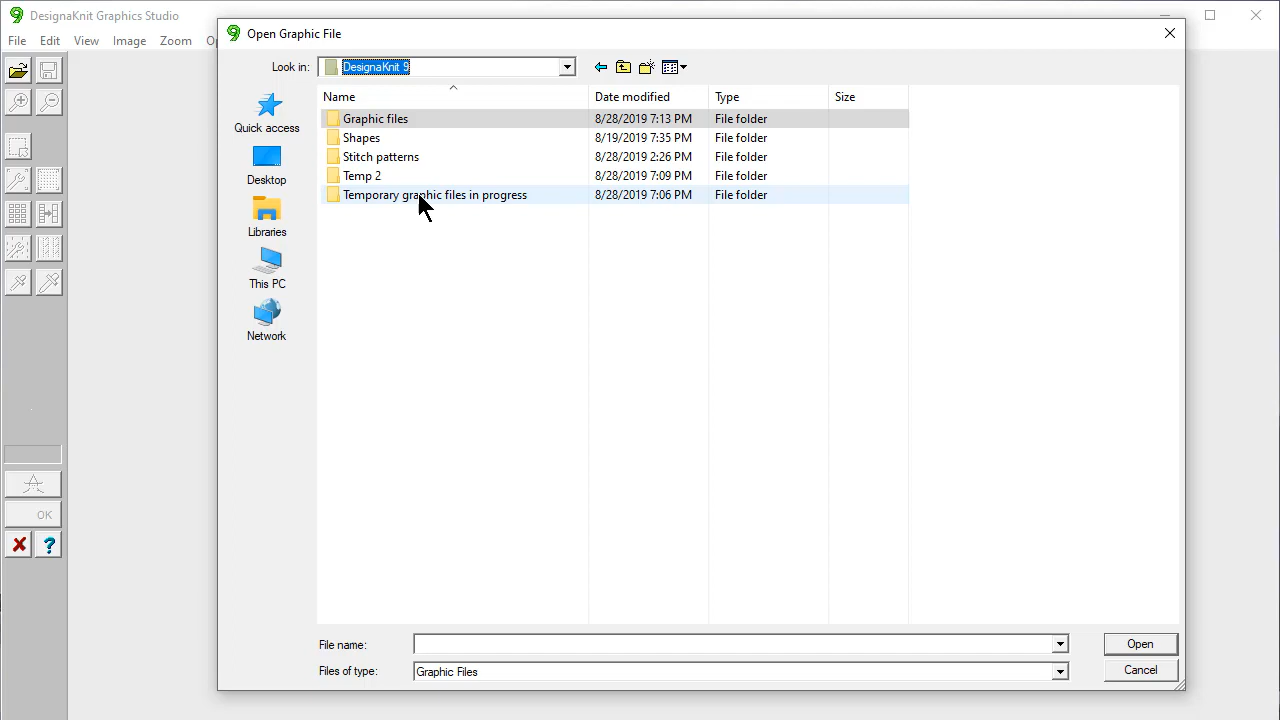 DesignaKnit Graphics Studio
File Edit View Image Zoom
Open Graphic File
Look in: DesignaKnit 9
Name Date modified Type Size
Quick access
Desktop
Libraries
This PC
Network
Graphic files 8/28/2019 7:13 PM File folder
Shapes 8/19/2019 7:35 PM File folder
Stitch patterns 8/28/2019 2:26 PM File folder
Temp 2 8/28/2019 7:09 PM File folder
Temporary graphic files in progress 8/28/2019 7:06 PM File folder
OK
File name: Open
Files of type: Graphic Files Cancel